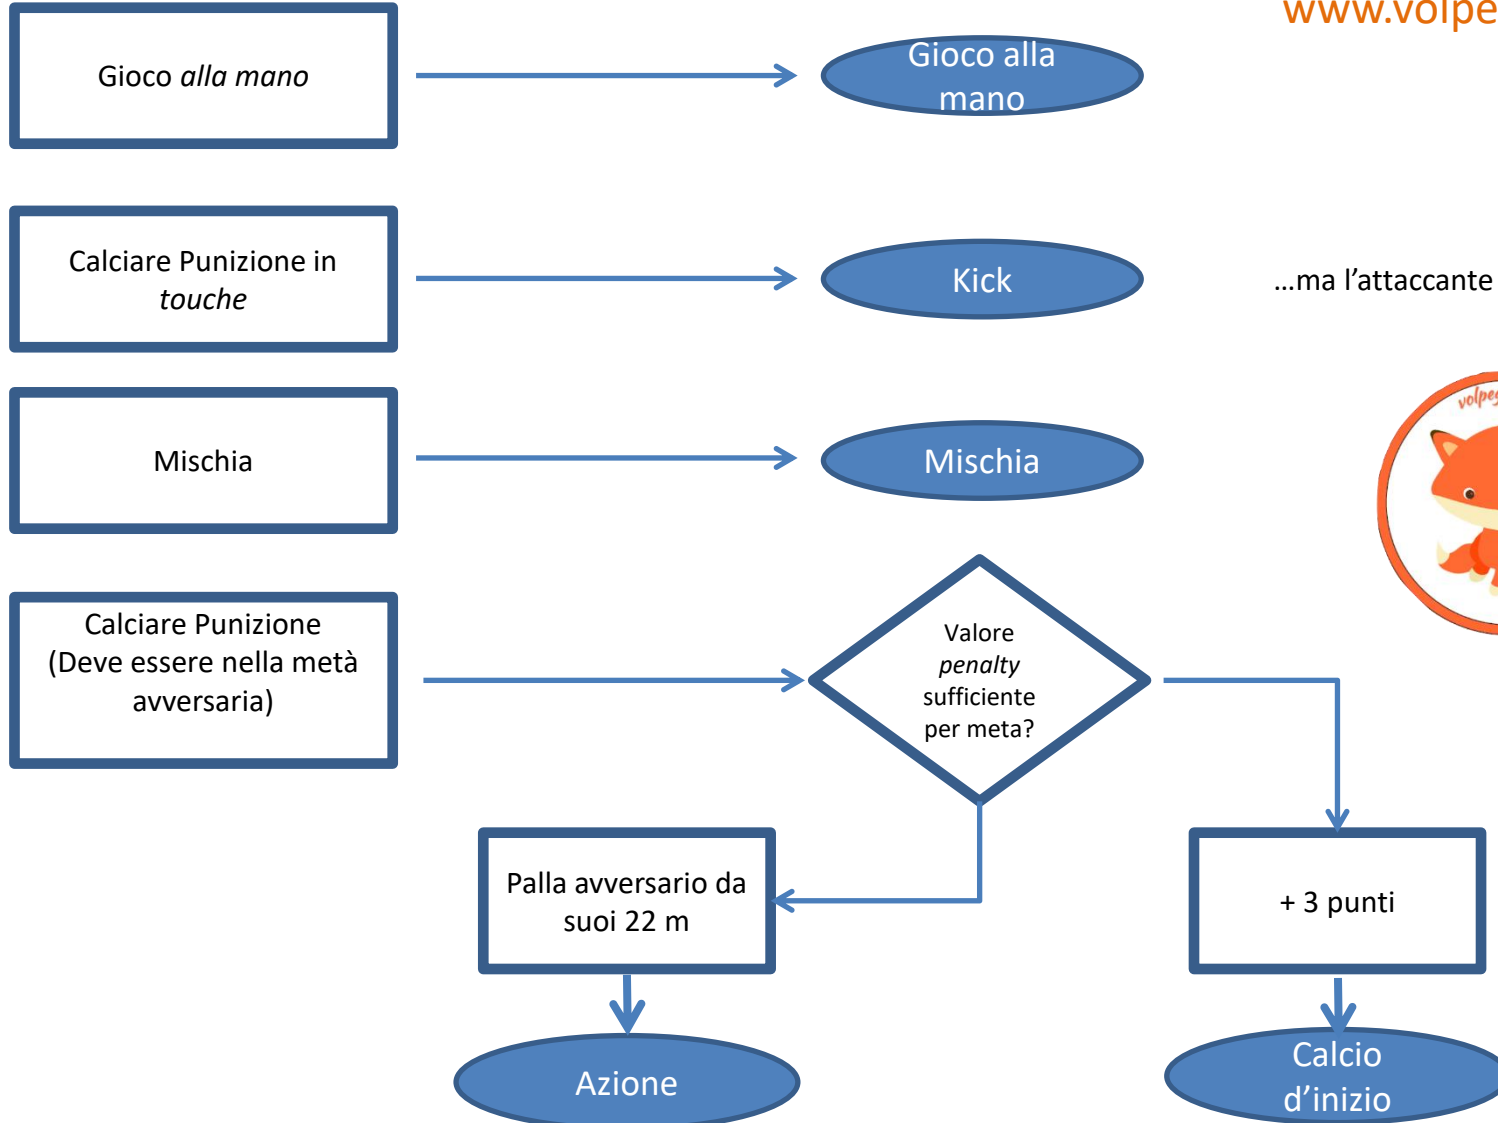 www.volpe
Gioco alla mano
Gioco alla
mano
Calciare Punizione in
touche
Kick
…ma l'attaccante
Mischia
Mischia
Calciare Punizione
(Deve essere nella metà
avversaria)
Valore
penalty
sufficiente
per meta?
Palla avversario da
suoi 22 m
+ 3 punti
Azione
Calcio
d'inizio